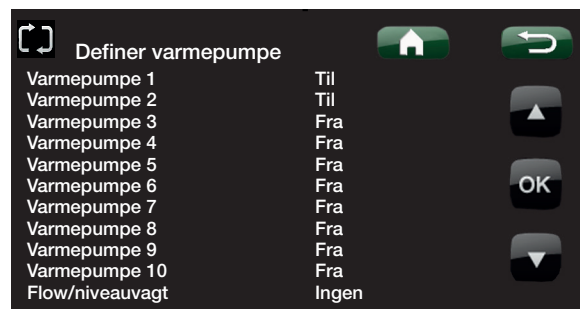 Definer varmepumpe
Varmepumpe 1 Til
Varmepumpe 2 Til
Varmepumpe 3 Fra
Varmepumpe 4 Fra
Varmepumpe 5 Fra
Varmepumpe 6 Fra
Varmepumpe 7 Fra
Varmepumpe 8 Fra
Varmepumpe 9 Fra
Varmepumpe 10 Fra
Flow/niveauvagt Ingen
OK